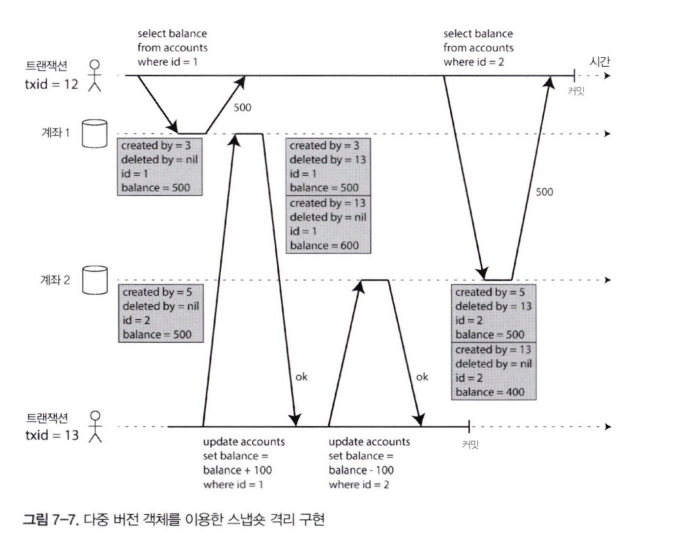 select balance
from accounts
where id = 1
select balance
from accounts
where id = 2
트랜잭션
txid = 12
시간
커밋
500
계좌 1
created by = 3
deleted by = nil
id = 1
balance = 500
created by = 3
deleted by = 13
id = 1
balance = 500
created by = 13
deleted by = nil
id = 1
balance = 600
500
계좌 2
created by = 5
deleted by = nil
id = 2
balance = 500
created by = 5
deleted by = 13
id = 2
balance = 500
created by = 13
deleted by = nil
id = 2
balance = 400
ok
ok
트랜잭션
txid = 13
커밋
update accounts
set balance =
balance + 100
where id = 1
update accounts
set balance =
balance - 100
where id = 2
그림 7-7. 다중 버전 객체를 이용한 스냅숏 격리 구현